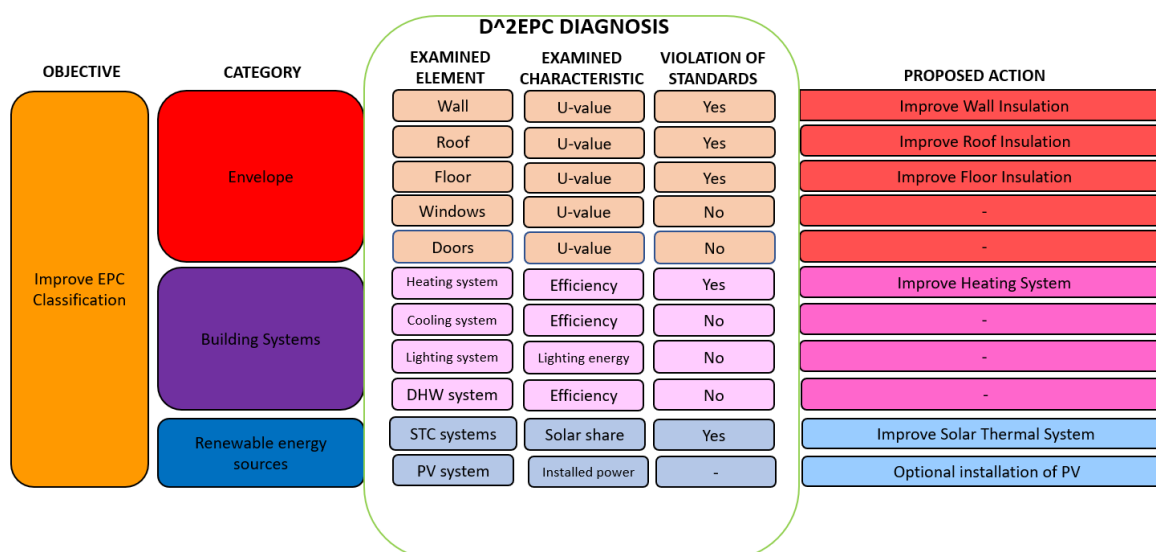 D^2EPC DIAGNOSIS
OBJECTIVE
CATEGORY
EXAMINED
ELEMENT
EXAMINED
CHARACTERISTIC
VIOLATION OF
STANDARDS
PROPOSED ACTION
Improve EPC
Classification
Envelope
Wall
U-value
Yes
Improve Wall Insulation
Roof
U-value
Yes
Improve Roof Insulation
Floor
U-value
Yes
Improve Floor Insulation
Windows
U-value
No
-
Doors
U-value
No
-
Building Systems
Heating system
Efficiency
Yes
Improve Heating System
Cooling system
Efficiency
No
-
Lighting system
Lighting energy
No
-
DHW system
Efficiency
No
-
Renewable energy
sources
STC systems
Solar share
Yes
Improve Solar Thermal System
PV system
Installed power
-
Optional installation of PV